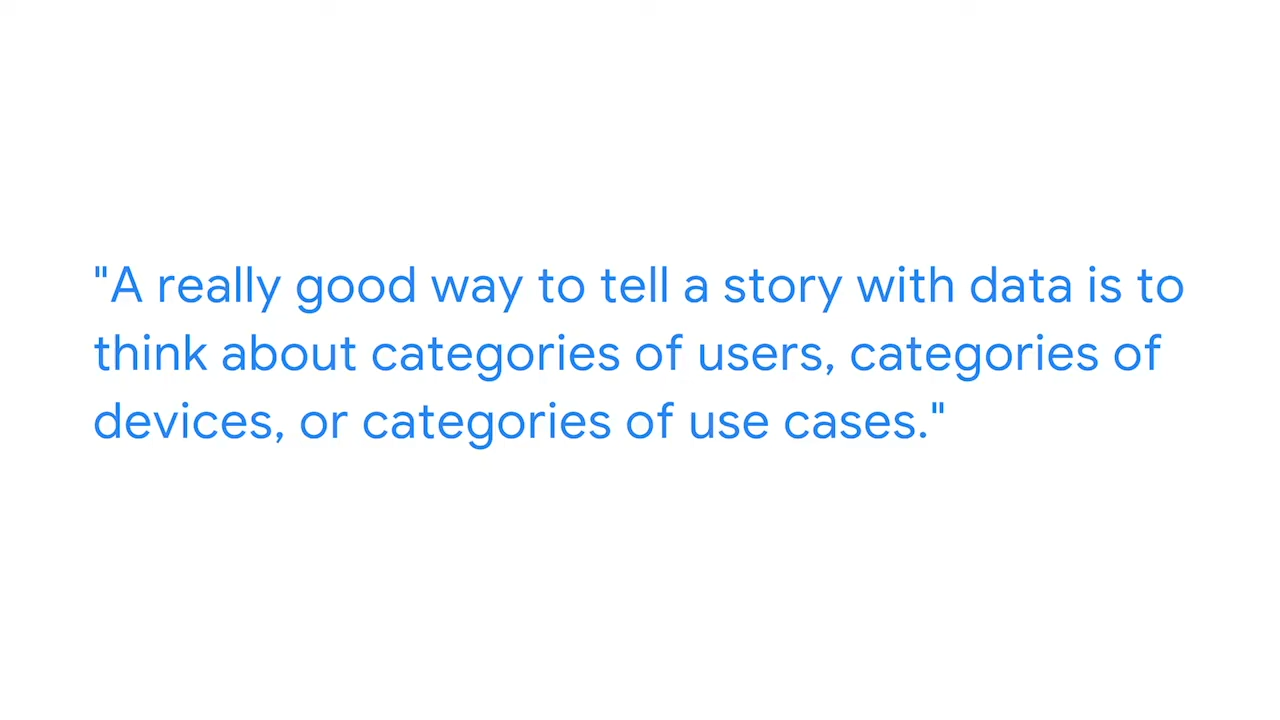 "A really good way to tell a story with data is to
think about categories of users, categories of
devices, or categories of use cases."